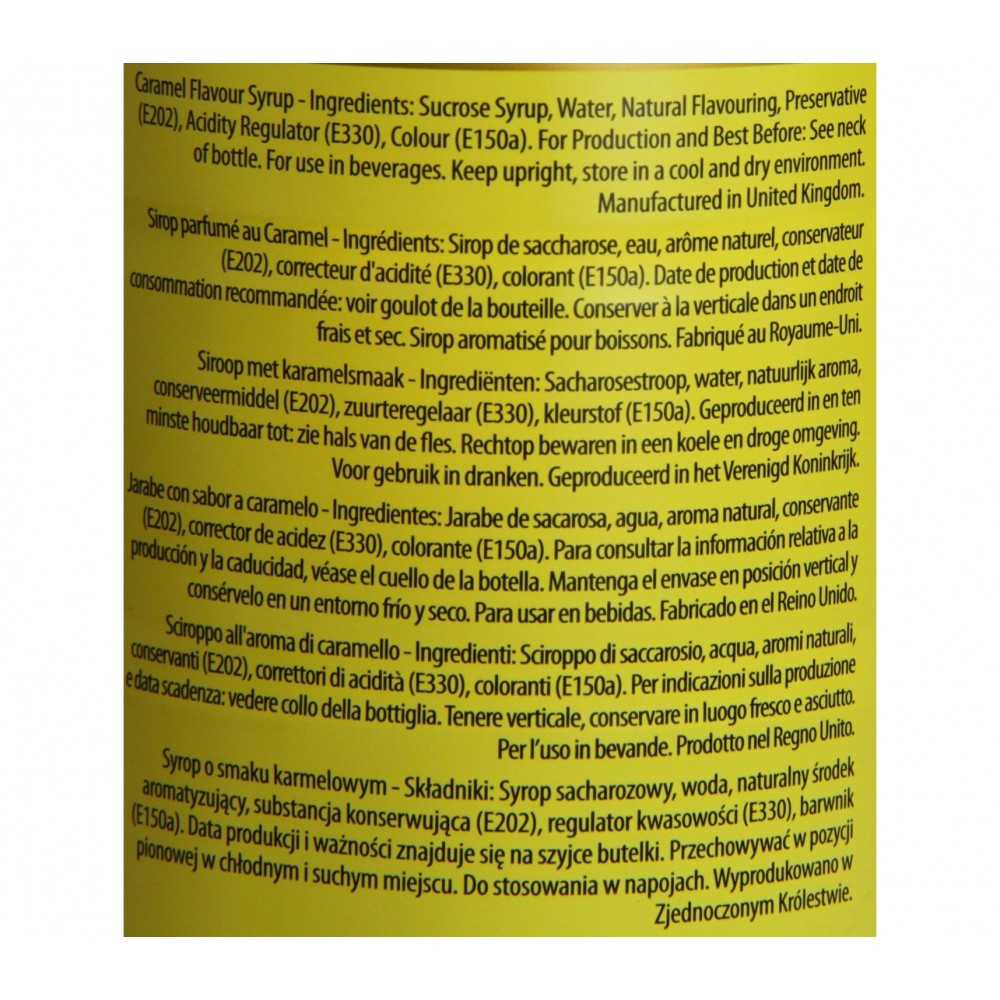 Caramel Flavour Syrup - Ingredients: Sucrose Syrup, Water, Natural Flavouring, Preservative
(E202), Acidity Regulator (E330), Colour (E150a). For Production and Best Before: See neck
of bottle. For use in beverages. Keep upright, store in a cool and dry environment.
Manufactured in United Kingdom.
Sirop parfumé au Caramel - Ingrédients: Sirop de saccharose, eau, arôme naturel, conservateur
(E202), correcteur d'acidité (E330), colorant (E150a). Date de production et date de
consommation recommandée: voir goulot de la bouteille. Conserver à la verticale dans un endroit
frais et sec. Sirop aromatisé pour boissons. Fabriqué au Royaume-Uni.
Siroop met karamelsmaak - Ingrediënten: Sacharosestroop, water, natuurlijk aroma,
conserveermiddel (E202), zuurteregelaar (E330), kleurstof (E150a). Geproduceerd in en ten
minste houdbaar tot: zie hals van de fles. Rechtop bewaren in een koele en droge omgeving.
Voor gebruik in dranken. Geproduceerd in het Verenigd Koninkrijk.
Jarabe con sabor a caramelo - Ingredientes: Jarabe de sacarosa, agua, aroma natural, conservante
(E202), corrector de acidez (E330), colorante (E150a). Para consultar la información relativa a la
producción y la caducidad, véase el cuello de la botella. Mantenga el envase en posición vertical y
consérvelo en un entorno frío y seco. Para usar en bebidas. Fabricado en el Reino Unido.
Sciroppo all'aroma di caramello - Ingredienti: Sciroppo di saccarosio, acqua, aromi naturali,
conservanti (E202), correttori di acidità (E330), coloranti (E150a). Per indicazioni sulla produzione
e data scadenza: vedere collo della bottiglia. Tenere verticale, conservare in luogo fresco e asciutto.
Per l'uso in bevande. Prodotto nel Regno Unito.
Syrop o smaku karmelowym - Składniki: Syrop sacharozowy, woda, naturalny środek
aromatyzujący, substancja konserwująca (E202), regulator kwasowości (E330), barwnik
(E150a). Data produkcji i ważności znajduje się na szyjce butelki. Przechowywać w pozycji
pionowej w chłodnym i suchym miejscu. Do stosowania w napojach. Wyprodukowano w
Zjednoczonym Królestwie.